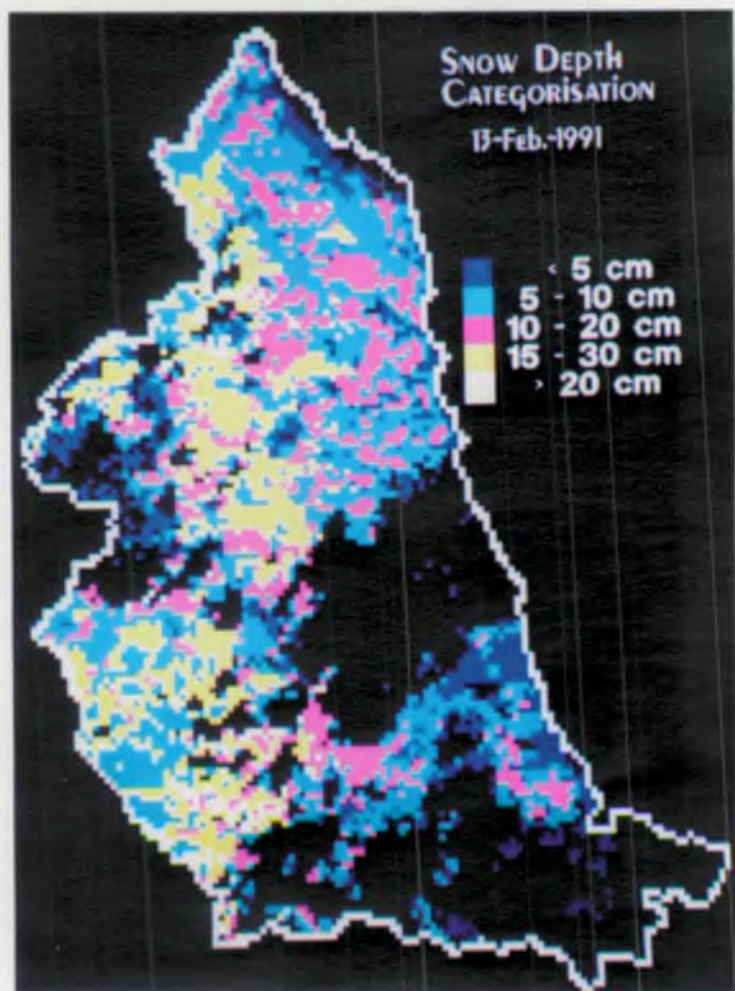 Snow Depth
Categorisation
13-Feb.-1991
< 5 cm
5 - 10 cm
10 - 20 cm
15 - 30 cm
> 20 cm